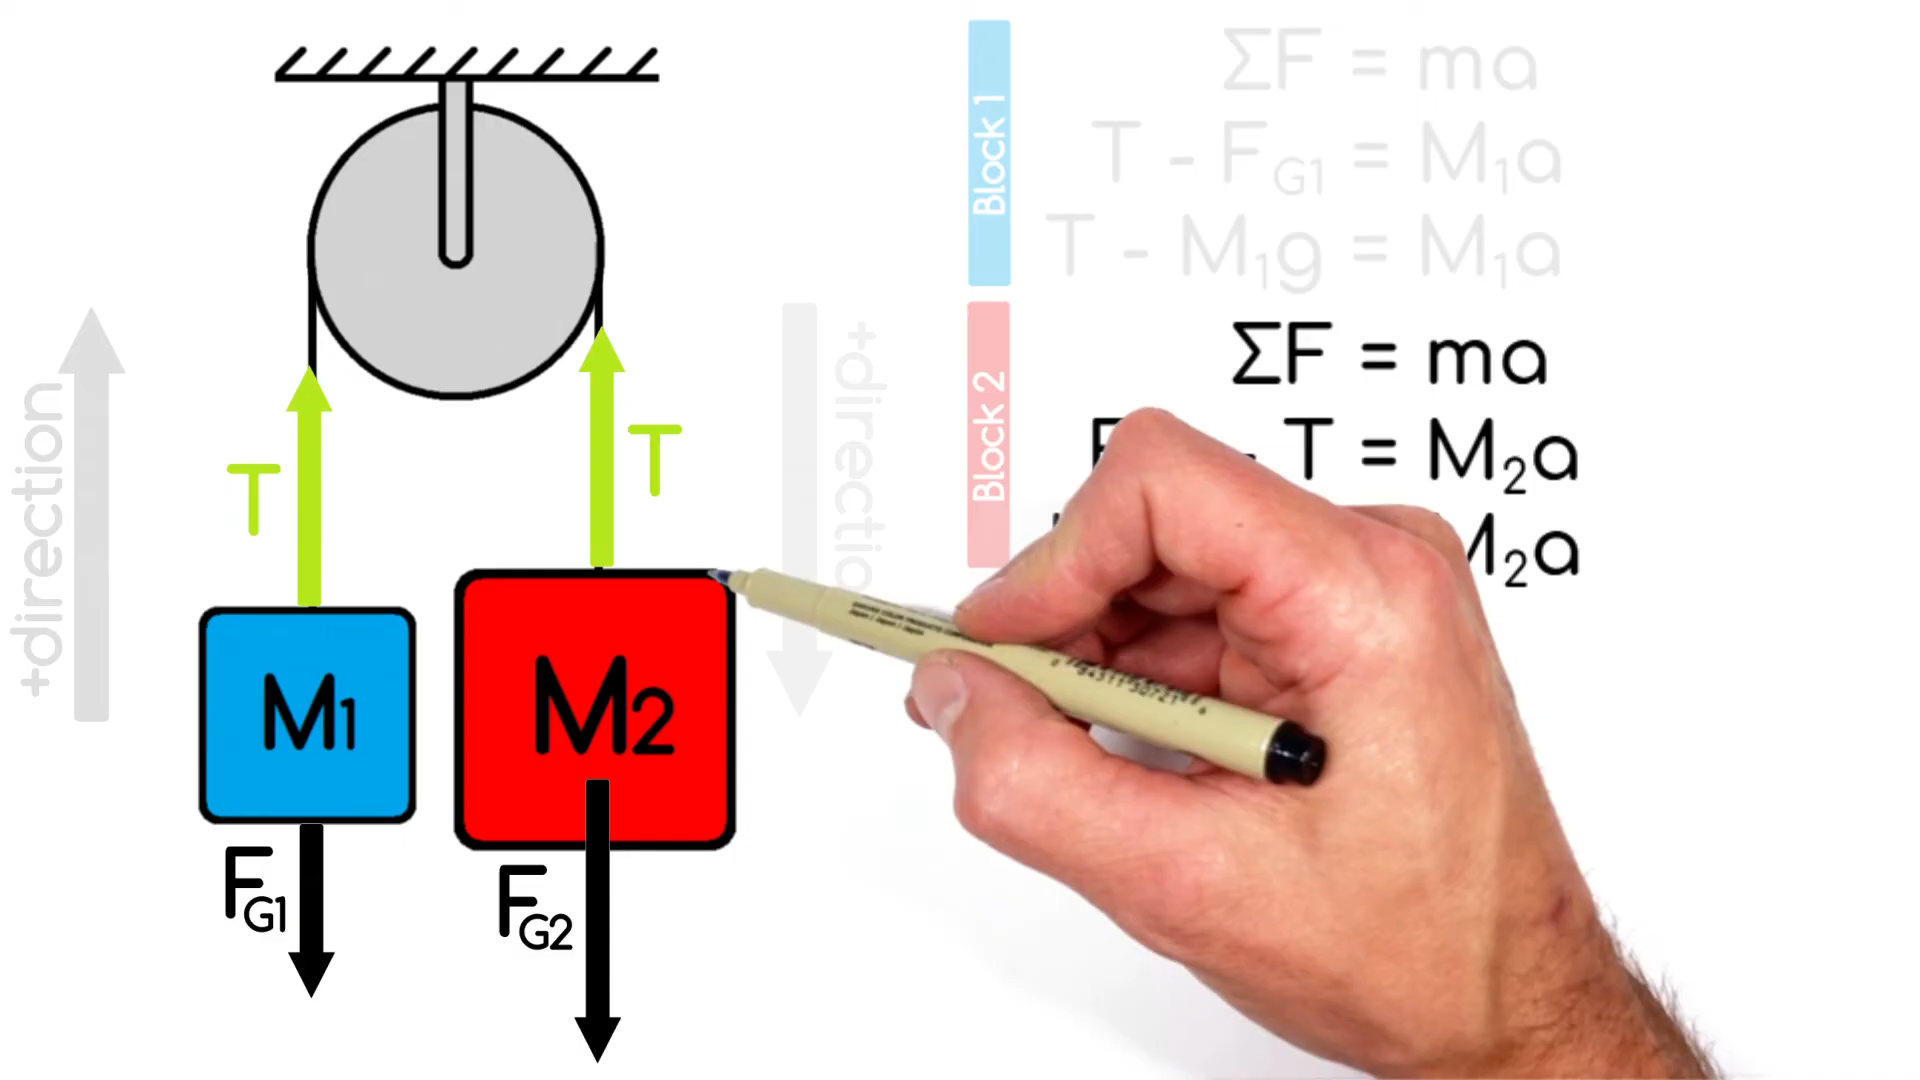 +direction
T
T
M1
M2
FG1
FG2
Block 1
ΣF = ma
T - FG1 = M₁a
T - M₁g = M₁a
Block 2
ΣF = ma
- T = M₂a
M₂a